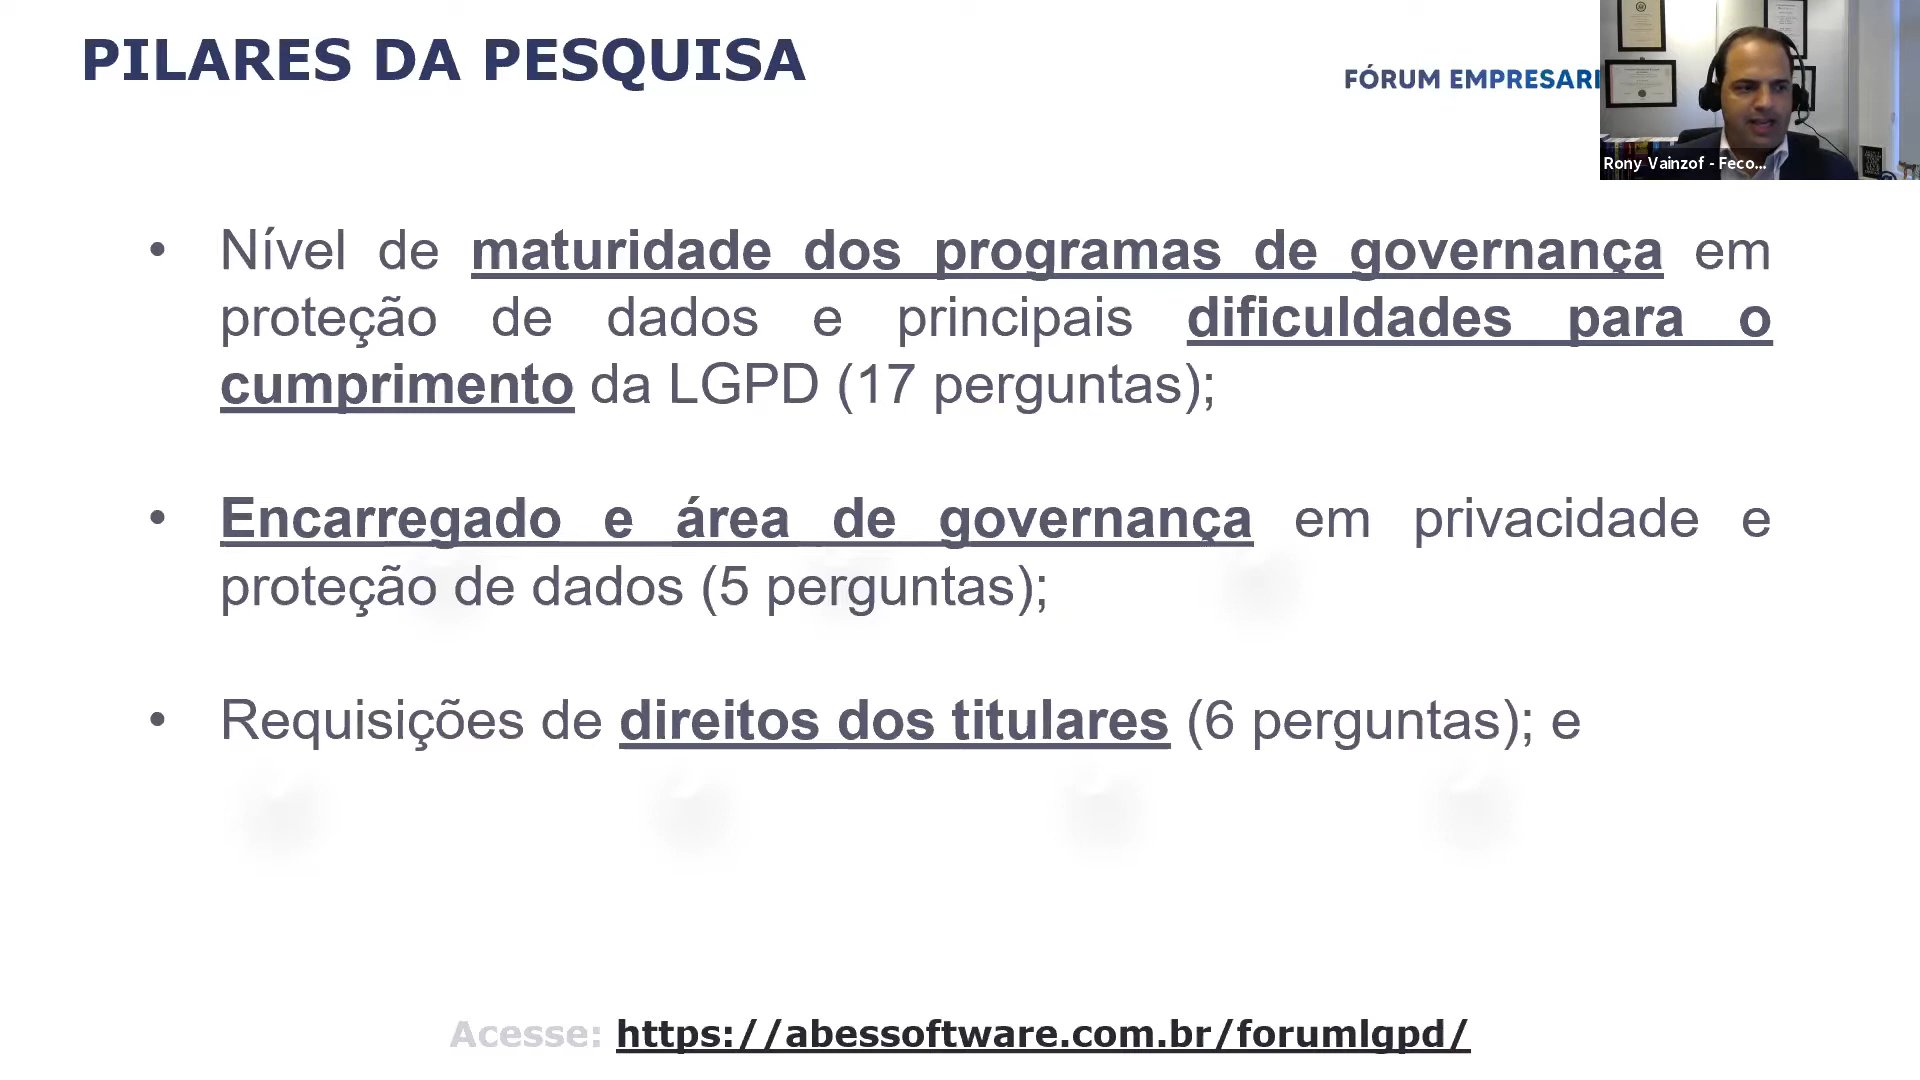 PILARES DA PESQUISA
FÓRUM EMPRESARI
Rony Vainzof - Feco...
• Nível de maturidade dos programas de governança em
proteção de dados e principais dificuldades para o
cumprimento da LGPD (17 perguntas);
• Encarregado e área de governança em privacidade e
proteção de dados (5 perguntas);
• Requisições de direitos dos titulares (6 perguntas); e
Acesse: https://abessoftware.com.br/forumlgpd/